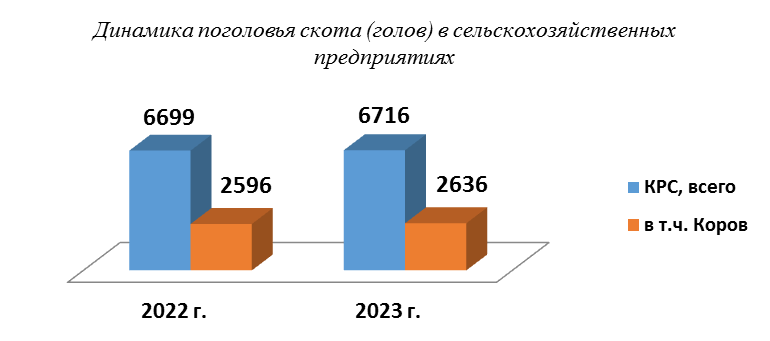 Динамика поголовья скота (голов) в сельскохозяйственных
предприятиях
6699
2596
6716
2636
КРС, всего
в т.ч. Коров
2022 г.
2023 г.